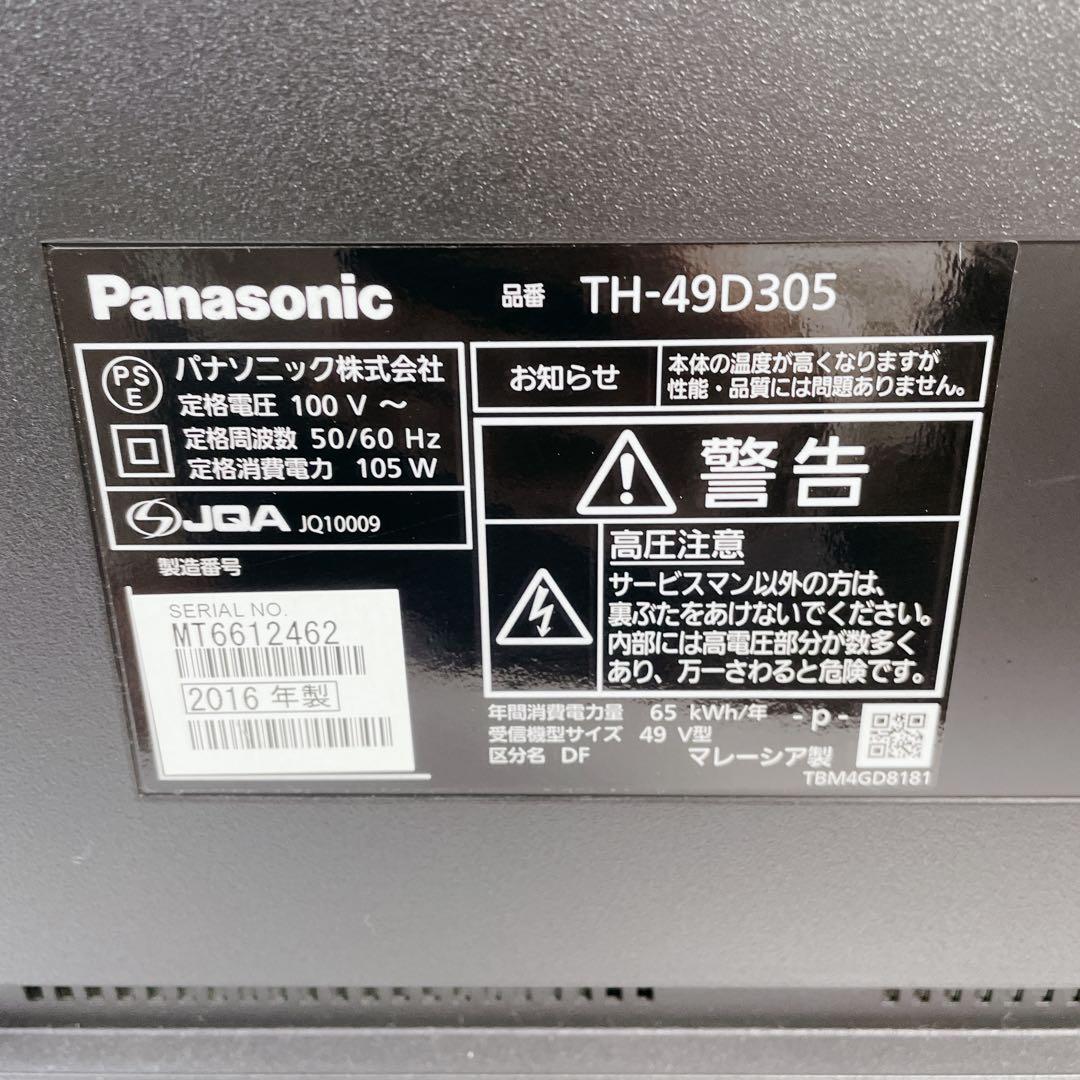 Panasonic
品番 TH-49D305
PS
E
パナソニック株式会社
定格電圧 100 V ～
定格周波数 50/60 Hz
定格消費電力 105 W
JQA JQ10009
製造番号
SERIAL NO.
MT6612462
2016 年製
お知らせ
本体の温度が高くなりますが
性能・品質には問題ありません。
警告
高圧注意
サービスマン以外の方は、
裏ぶたをあけないでください。
内部には高電圧部分が数多く
あり、万一さわると危険です。
年間消費電力量 65 kWh/年 -p-
受信機型サイズ 49 V型
区分名 DF マレーシア製
TBM4GD8181